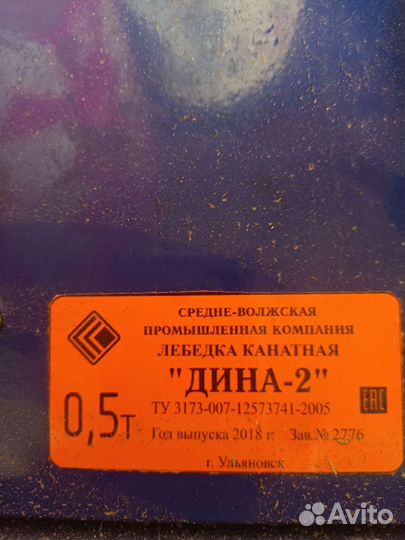 СРЕДНЕ-ВОЛЖСКАЯ
ПРОМЫШЛЕННАЯ КОМПАНИЯ
ЛЕБЕДКА КАНАТНАЯ
"ДИНА-2"
0,5т
ТУ 3173-007-12573741-2005
EAC
Год выпуска 2018 г. Зав.№ 2776
г. Ульяновск
Avito